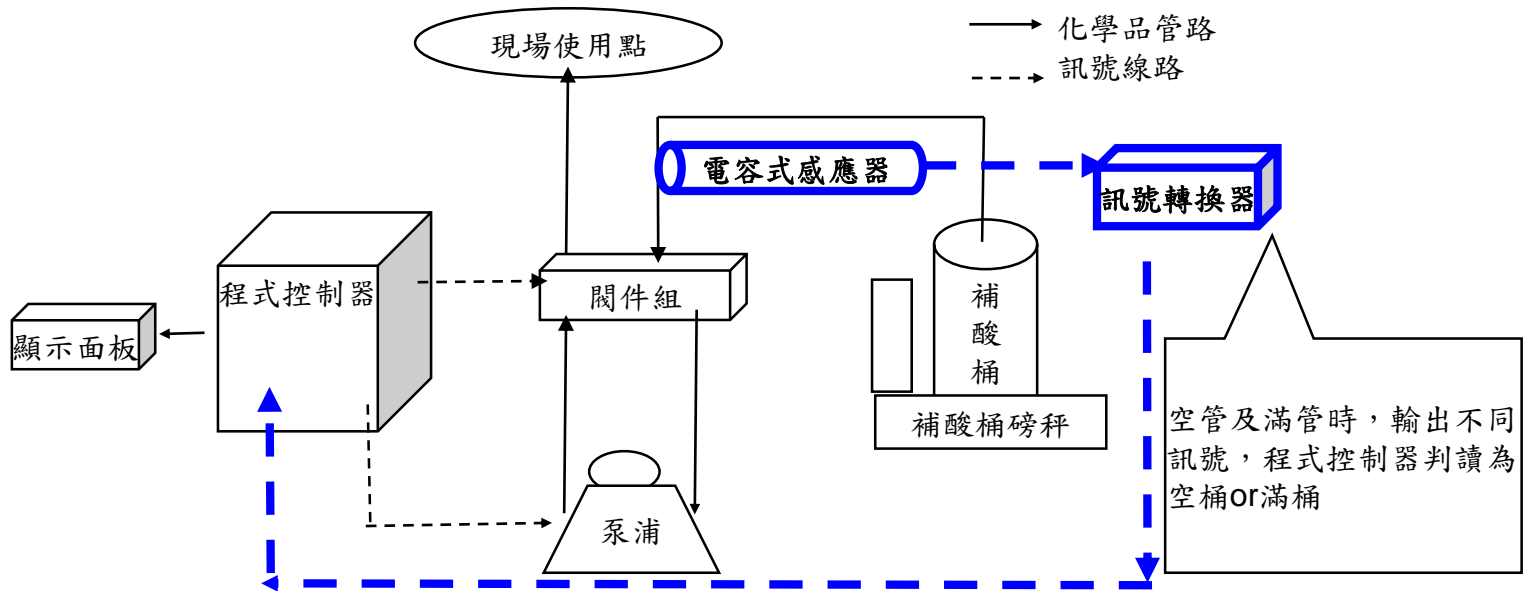 現場使用點
化學品管路
訊號線路
電容式感應器
訊號轉換器
程式控制器
閥件組
補
酸
桶
顯示面板
補酸桶磅秤
泵浦
空管及滿管時，輸出不同
訊號，程式控制器判讀為
空桶or滿桶